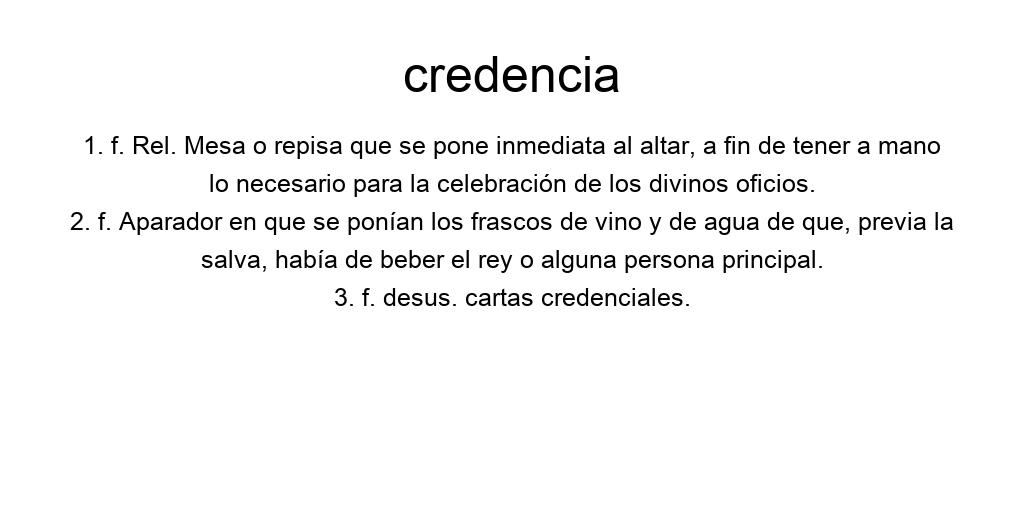 credencia
1. f. Rel. Mesa o repisa que se pone inmediata al altar, a fin de tener a mano
lo necesario para la celebración de los divinos oficios.
2. f. Aparador en que se ponían los frascos de vino y de agua de que, previa la
salva, había de beber el rey o alguna persona principal.
3. f. desus. cartas credenciales.